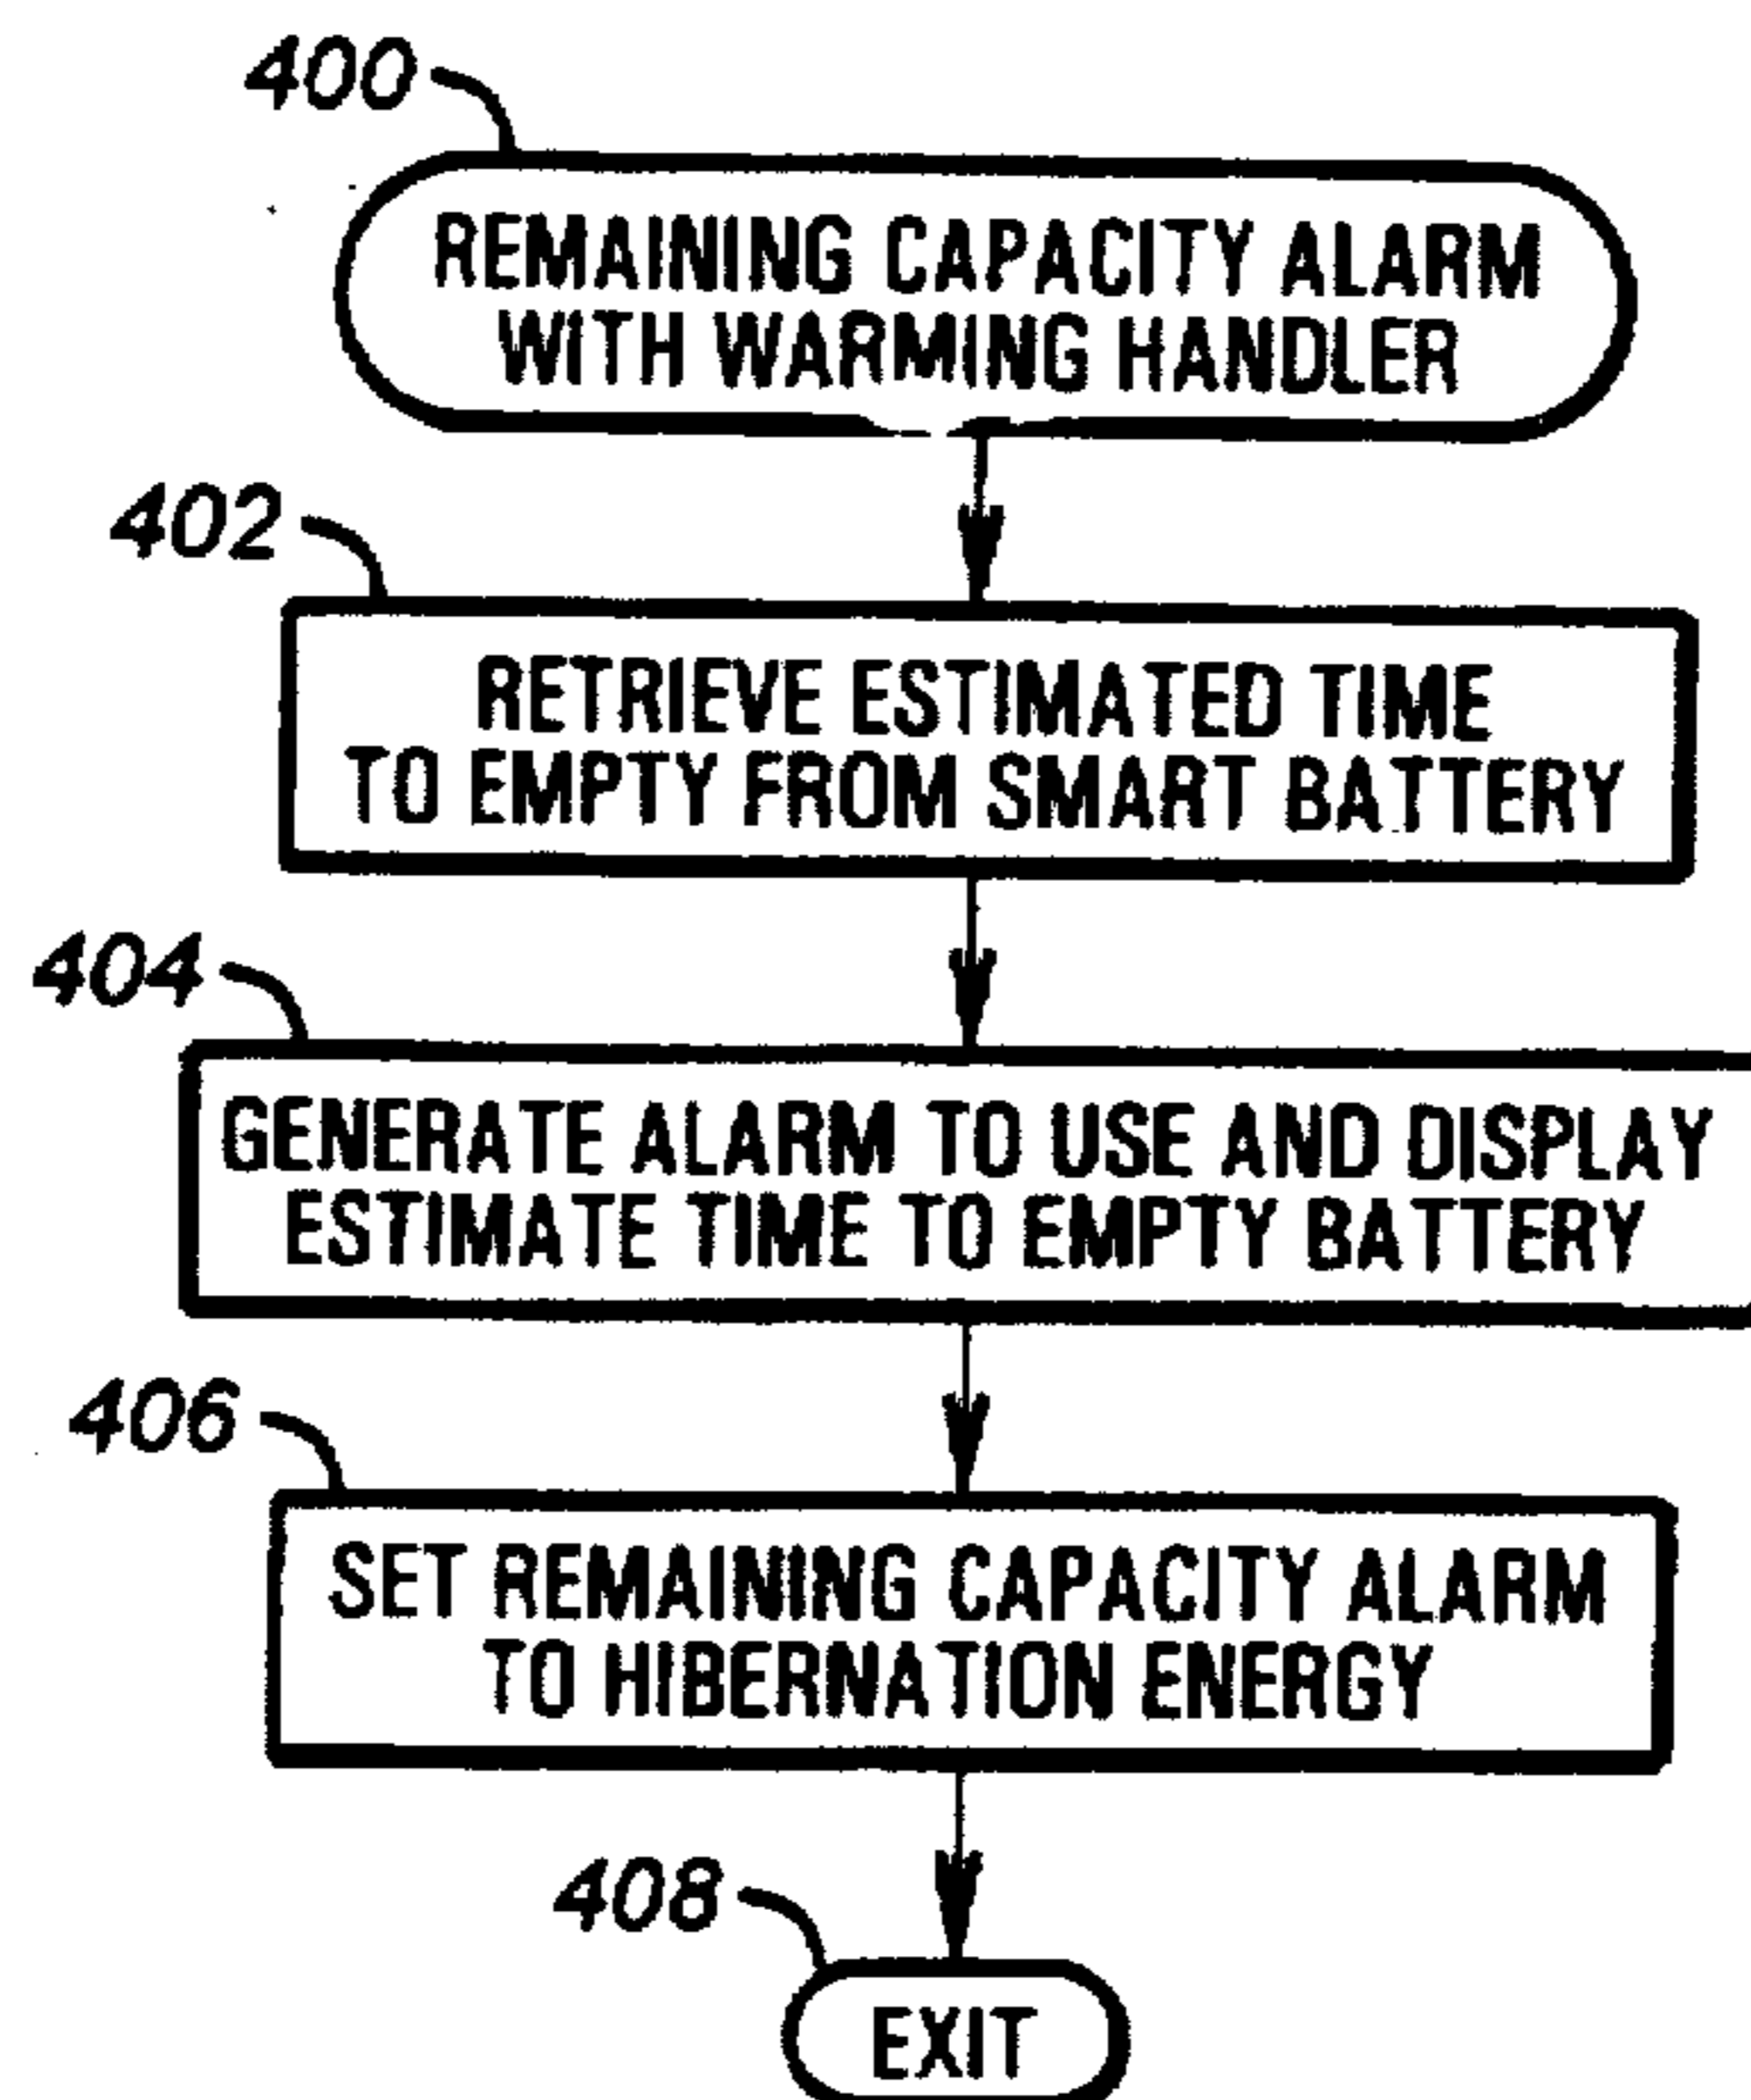 400
REMAINING CAPACITY ALARM
WITH WARMING HANDLER
402
RETRIEVE ESTIMATED TIME
TO EMPTY FROM SMART BATTERY
404
GENERATE ALARM TO USE AND DISPLAY
ESTIMATE TIME TO EMPTY BATTERY
406
SET REMAINING CAPACITY ALARM
TO HIBERNATION ENERGY
408
EXIT